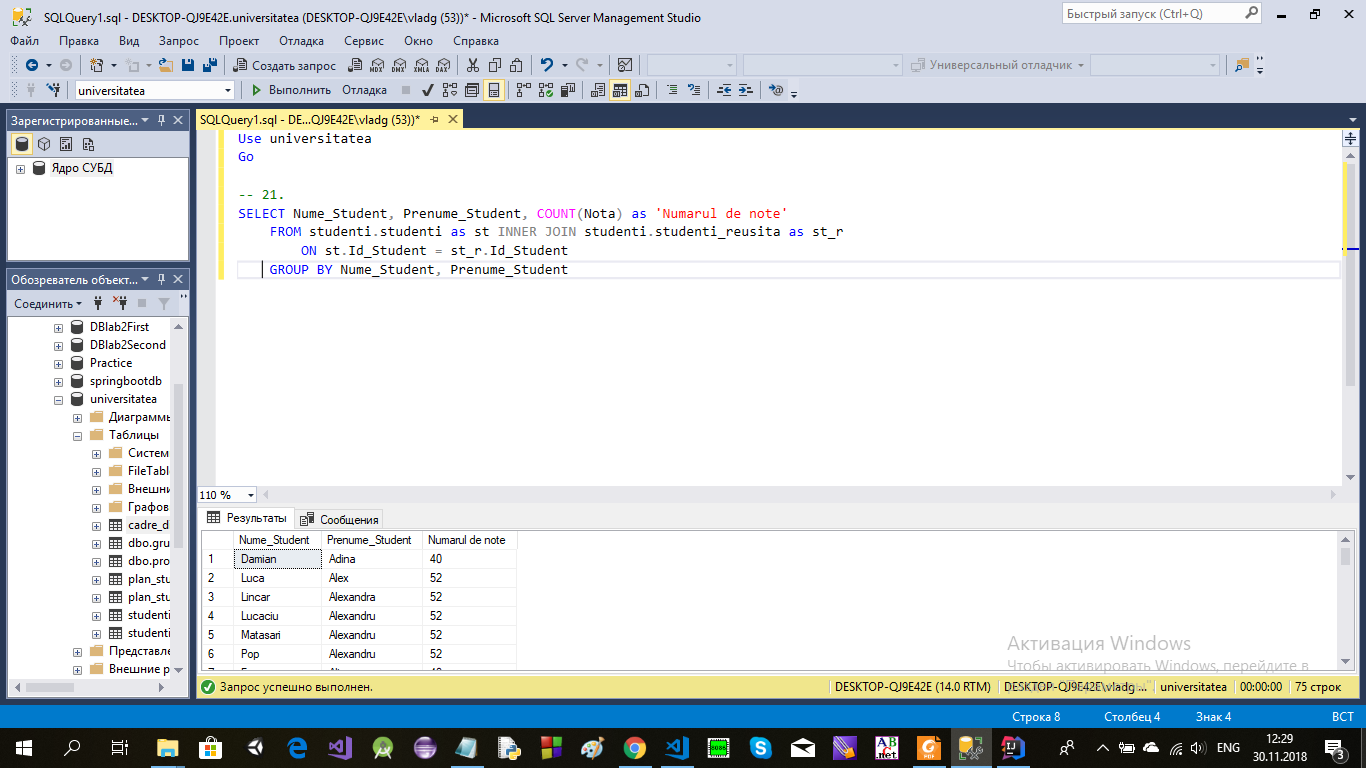 SQLQuery1.sql - DESKTOP-QJ9E42E.universitatea (DESKTOP-QJ9E42E\vladg (53))* - Microsoft SQL Server Management Studio
Быстрый запуск (Ctrl+Q)
Файл Правка Вид Запрос Проект Отладка Сервис Окно Справка
Создать запрос MDX DMX XMLA DAX Универсальный отладчик
universitatea Выполнить Отладка
Зарегистрированные...
Ядро СУБД
Обозреватель объект...
Соединить
DBlab2First
DBlab2Second
Practice
springbootdb
universitatea
Диаграммы
Таблицы
Систем
FileTabl
Внешни
Графов
cadre_d
dbo.gru
dbo.pro
plan_stu
plan_stu
studenti
studenti
Представле
Внешние р
SQLQuery1.sql - DE...QJ9E42E\vladg (53))*
Use universitatea
Go
-- 21.
SELECT Nume_Student, Prenume_Student, COUNT(Nota) as 'Numarul de note'
FROM studenti.studenti as st INNER JOIN studenti.studenti_reusita as st_r
ON st.Id_Student = st_r.Id_Student
GROUP BY Nume_Student, Prenume_Student
110 %
Результаты Сообщения
Nume_Student Prenume_Student Numarul de note
1 Damian Adina 40
2 Luca Alex 52
3 Lincar Alexandra 52
4 Lucaciu Alexandru 52
5 Matasari Alexandru 52
6 Pop Alexandru 52
Активация Windows
Чтобы активировать Windows, перейдите в
Запрос успешно выполнен.
DESKTOP-QJ9E42E (14.0 RTM) DESKTOP-QJ9E42E\vladg ... universitatea 00:00:00 75 строк
Строка 8 Столбец 4 Знак 4 ВСТ
ENG
12:29
30.11.2018
3